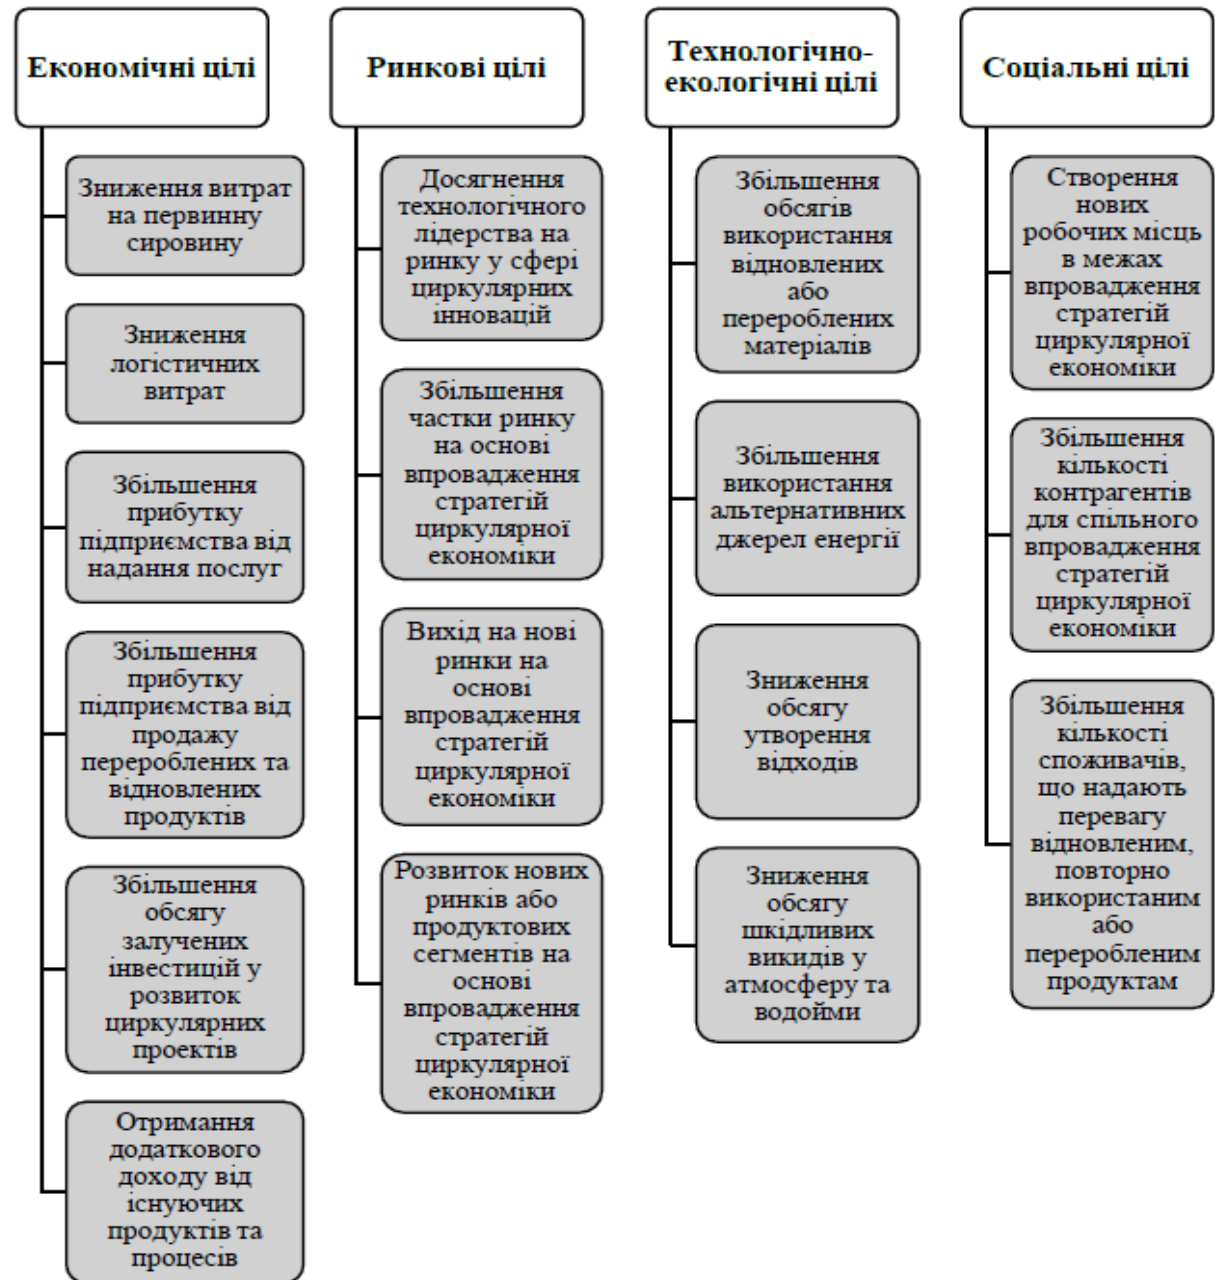 Економічні цілі
Зниження витрат
на первинну
сировину
Зниження
логістичних
витрат
Збільшення
прибутку
підприємства від
надання послуг
Збільшення
прибутку
підприємства від
продажу
перероблених та
відновлених
продуктів
Збільшення
обсягу
залучених
інвестицій у
розвиток
циркулярних
проектів
Отримання
додаткового
доходу від
існуючих
продуктів та
процесів
Ринкові цілі
Досягнення
технологічного
лідерства на
ринку у сфері
циркулярних
інновацій
Збільшення
частки ринку
на основі
впровадження
стратегій
циркулярної
економіки
Вихід на нові
ринки на
основі
впровадження
стратегій
циркулярної
економіки
Розвиток нових
ринків або
продуктових
сегментів на
основі
впровадження
стратегій
циркулярної
економіки
Технологічно-
екологічні цілі
Збільшення
обсягів
використання
відновлених
або
перероблених
матеріалів
Збільшення
використання
альтернативних
джерел енергії
Зниження
обсягу
утворення
відходів
Зниження
обсягу
шкідливих
викидів у
атмосферу та
водойми
Соціальні цілі
Створення
нових
робочих місць
в межах
впровадження
стратегій
циркулярної
економіки
Збільшення
кількості
контрагентів
для спільного
впровадження
стратегій
циркулярної
економіки
Збільшення
кількості
споживачів,
що надають
перевагу
відновленим,
повторно
використаним
або
переробленим
продуктам